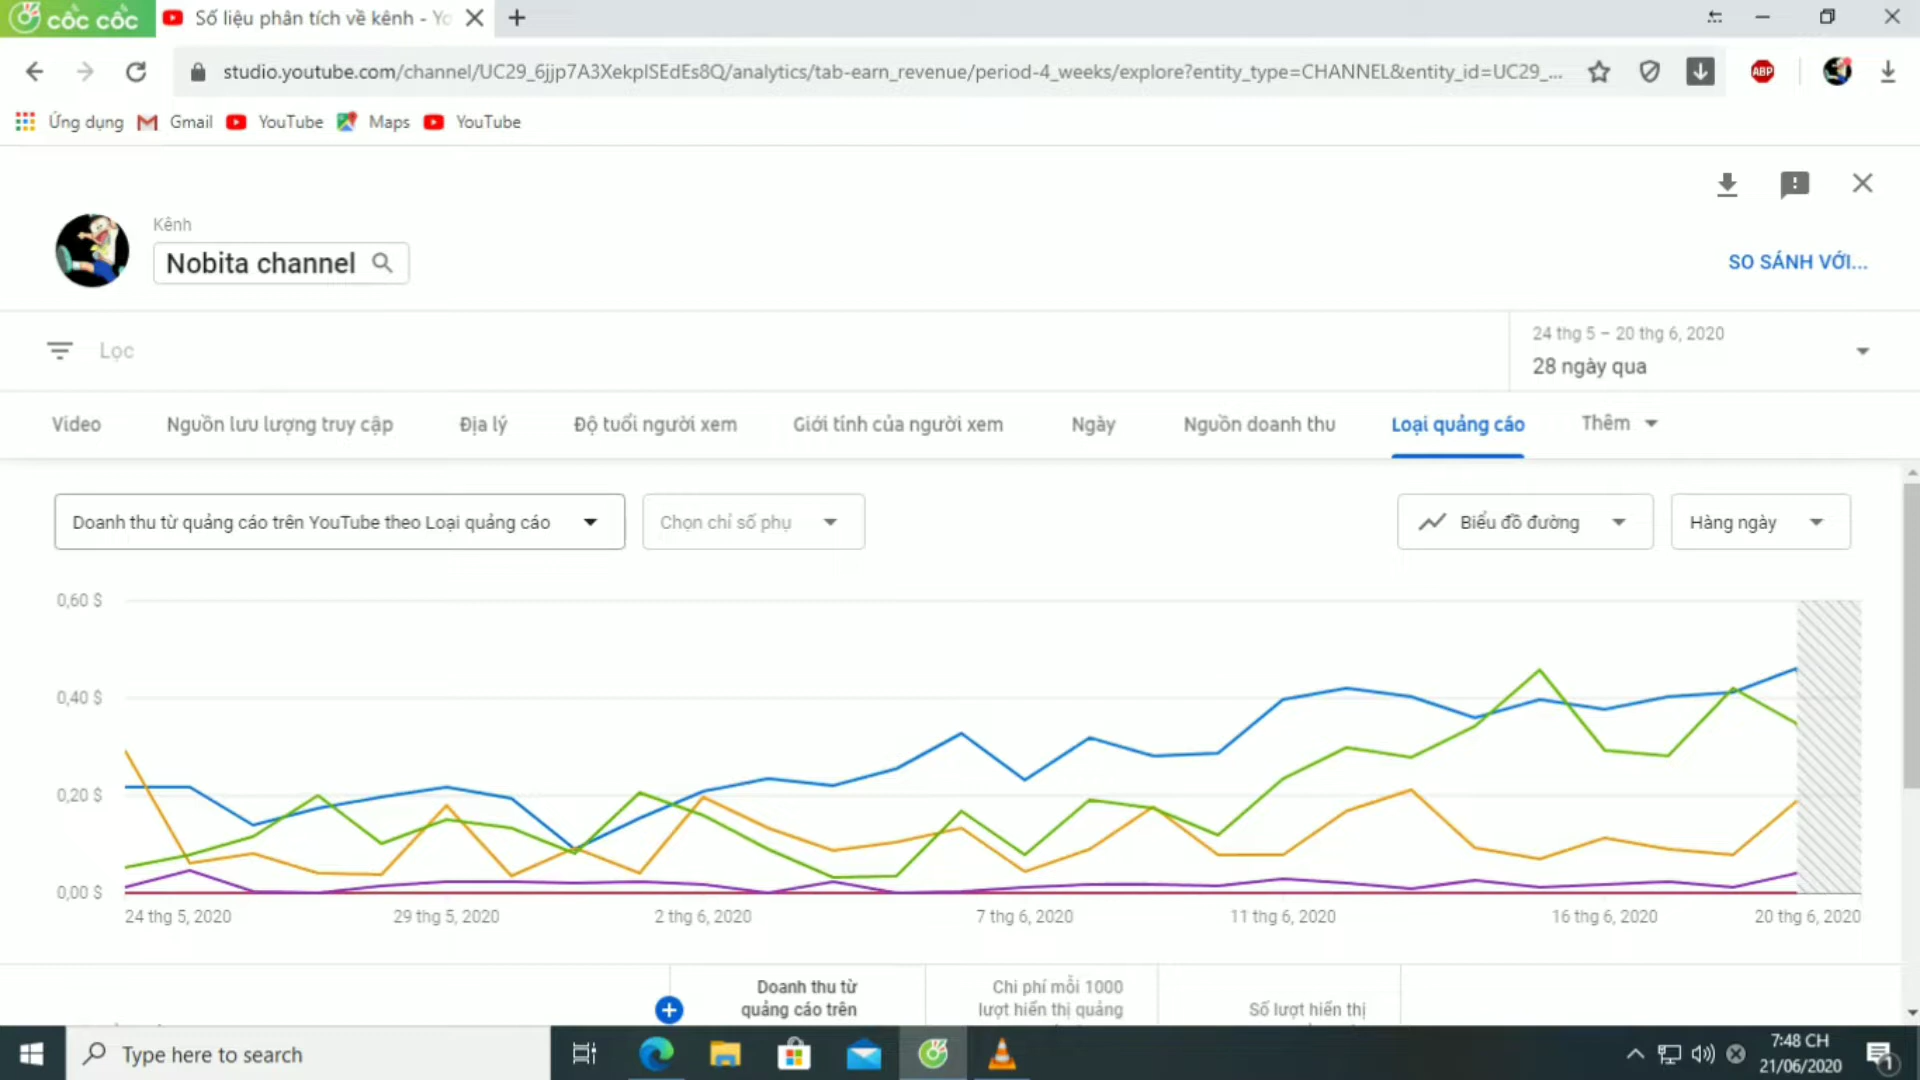 cốc cốc
Số liệu phân tích về kênh - Yo
studio.youtube.com/channel/UC29_6jjp7A3XekplSEdEs8Q/analytics/tab-earn_revenue/period-4_weeks/explore?entity_type=CHANNEL&entity_id=UC29_...
ABP
Ứng dụng Gmail YouTube Maps YouTube
Kênh
Nobita channel
SO SÁNH VỚI...
Lọc
24 thg 5 – 20 thg 6, 2020
28 ngày qua
Video Nguồn lưu lượng truy cập Địa lý Độ tuổi người xem Giới tính của người xem Ngày Nguồn doanh thu Loại quảng cáo Thêm
Doanh thu từ quảng cáo trên YouTube theo Loại quảng cáo Chọn chỉ số phụ Biểu đồ đường Hàng ngày
0,60 $
0,40 $
0,20 $
0,00 $
24 thg 5, 2020 29 thg 5, 2020 2 thg 6, 2020 7 thg 6, 2020 11 thg 6, 2020 16 thg 6, 2020 20 thg 6, 2020
Doanh thu từ
quảng cáo trên
Chi phí mỗi 1000
lượt hiển thị quảng
Số lượt hiển thị
Type here to search
7:48 CH
21/06/2020
1